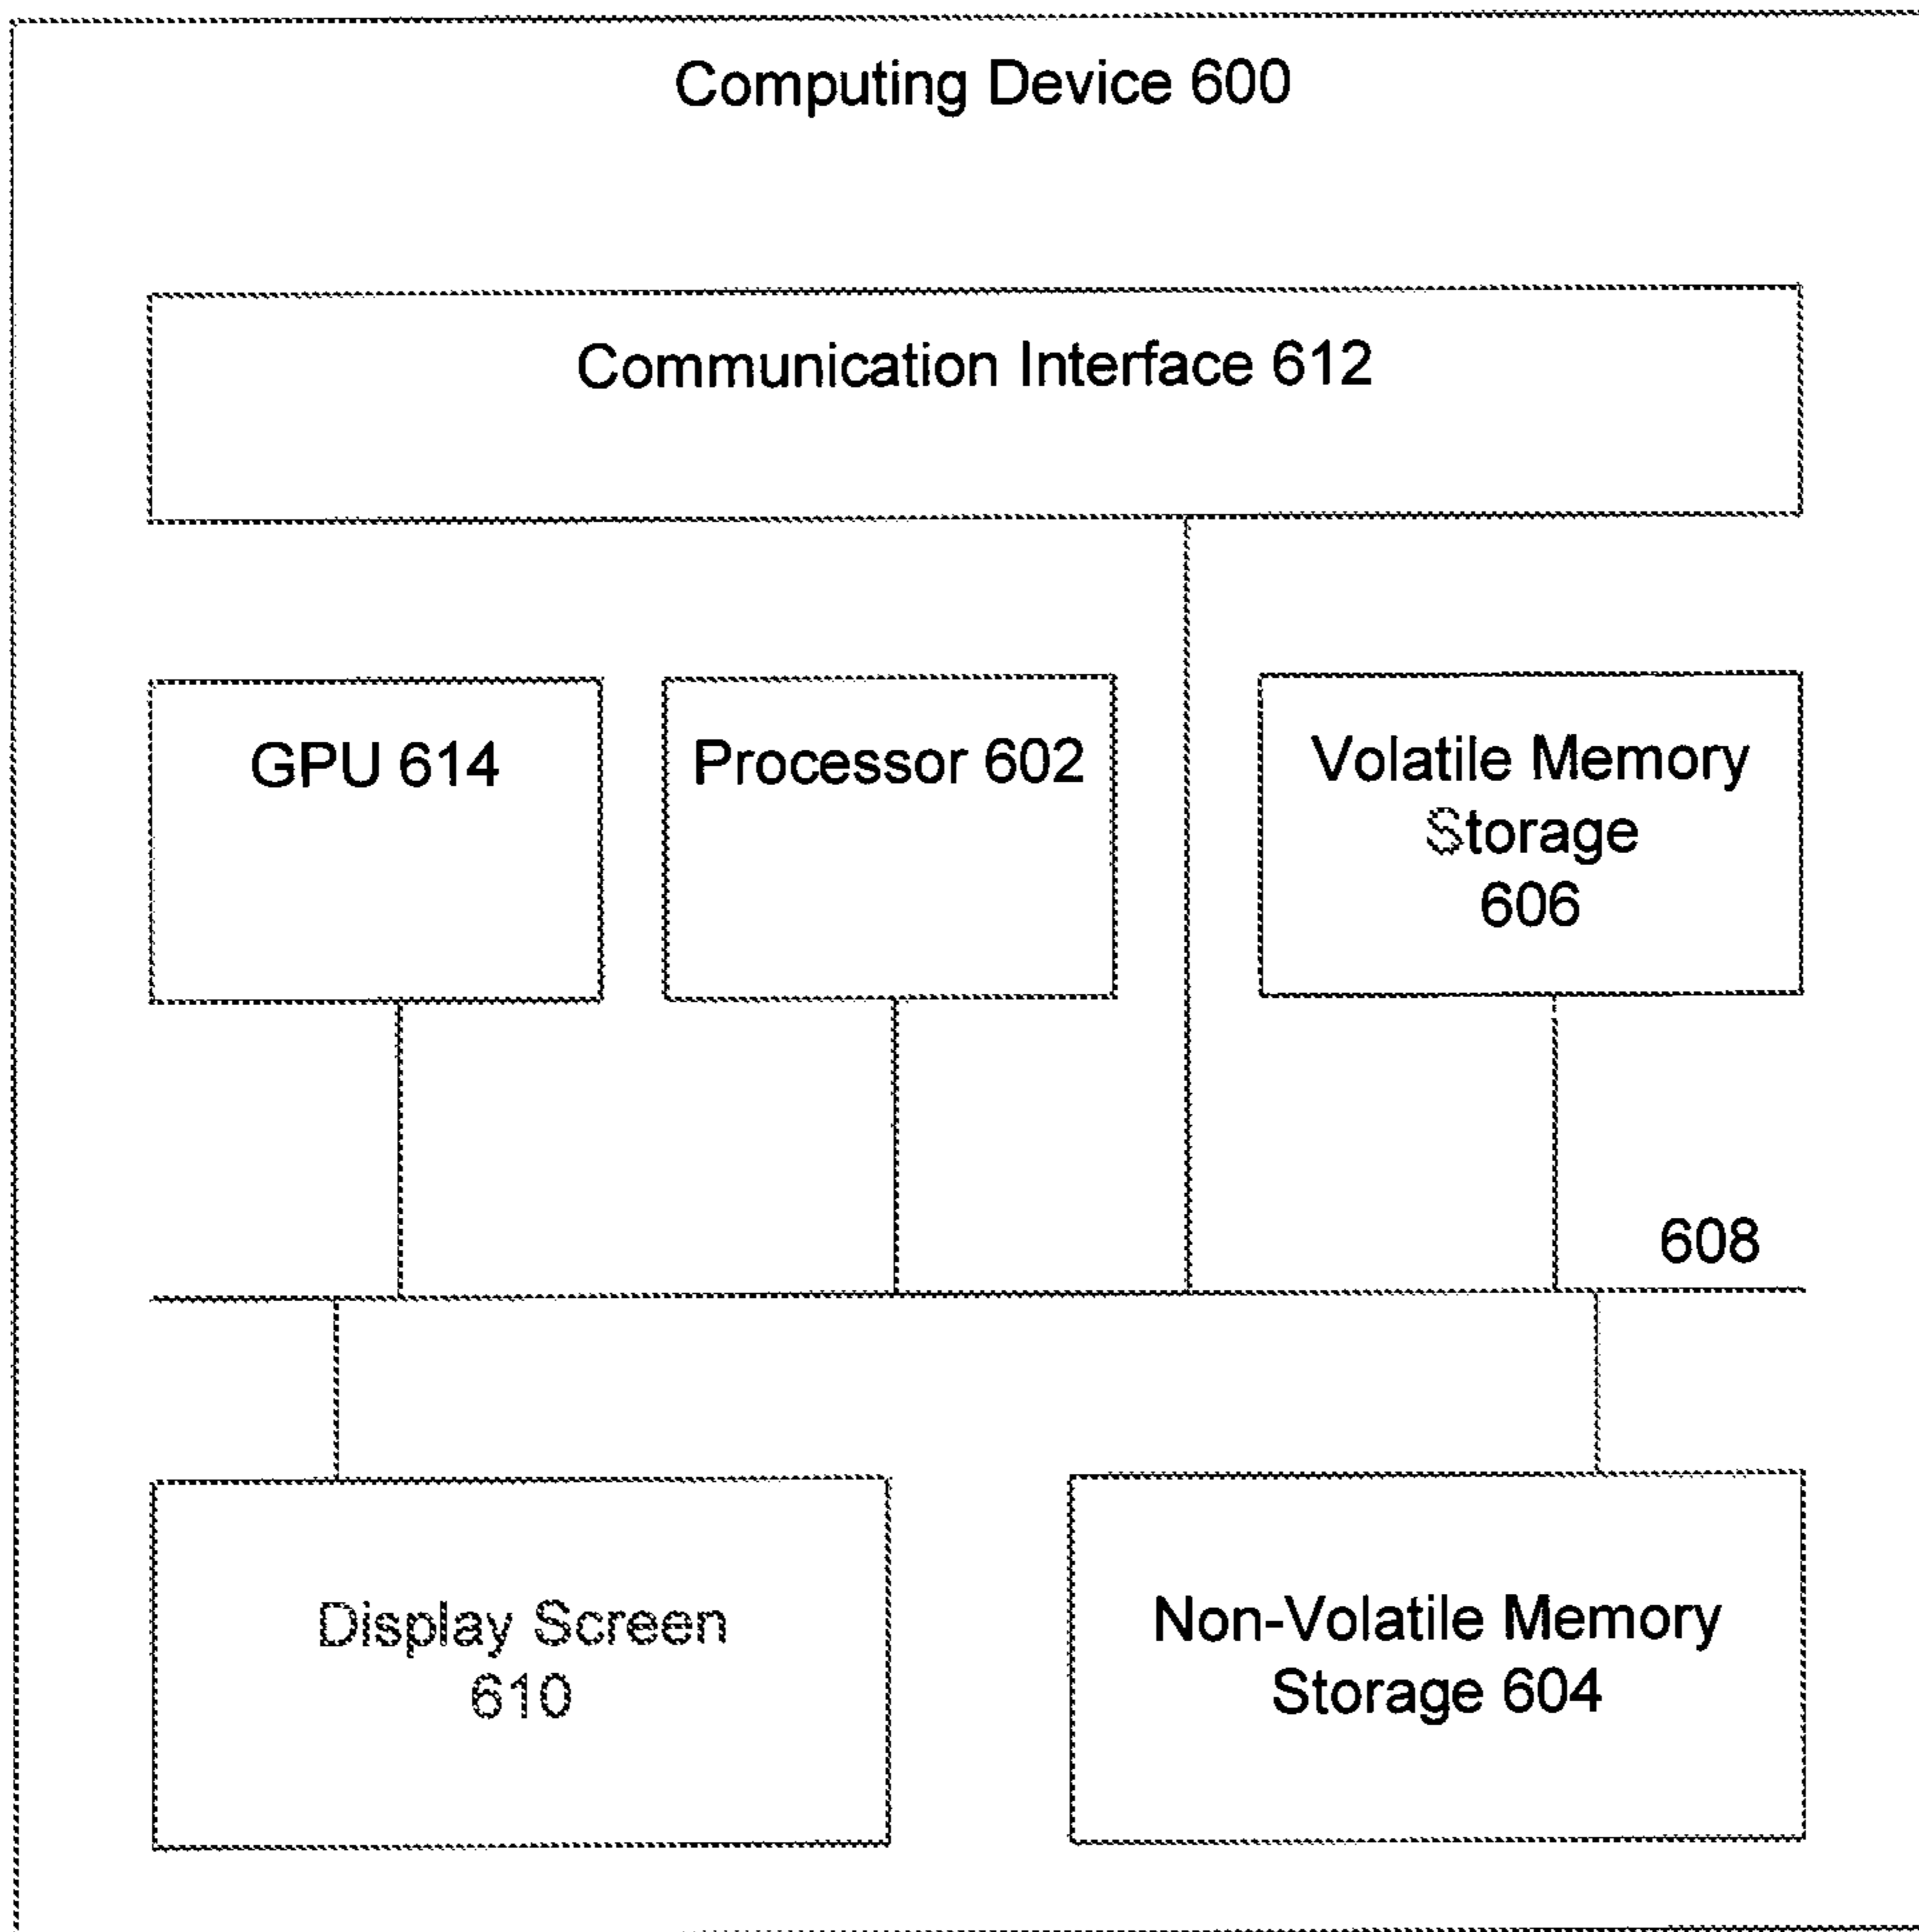 Computing Device 600
Communication Interface 612
GPU 614
Processor 602
Volatile Memory
Storage
606
608
Display Screen
610
Non-Volatile Memory
Storage 604